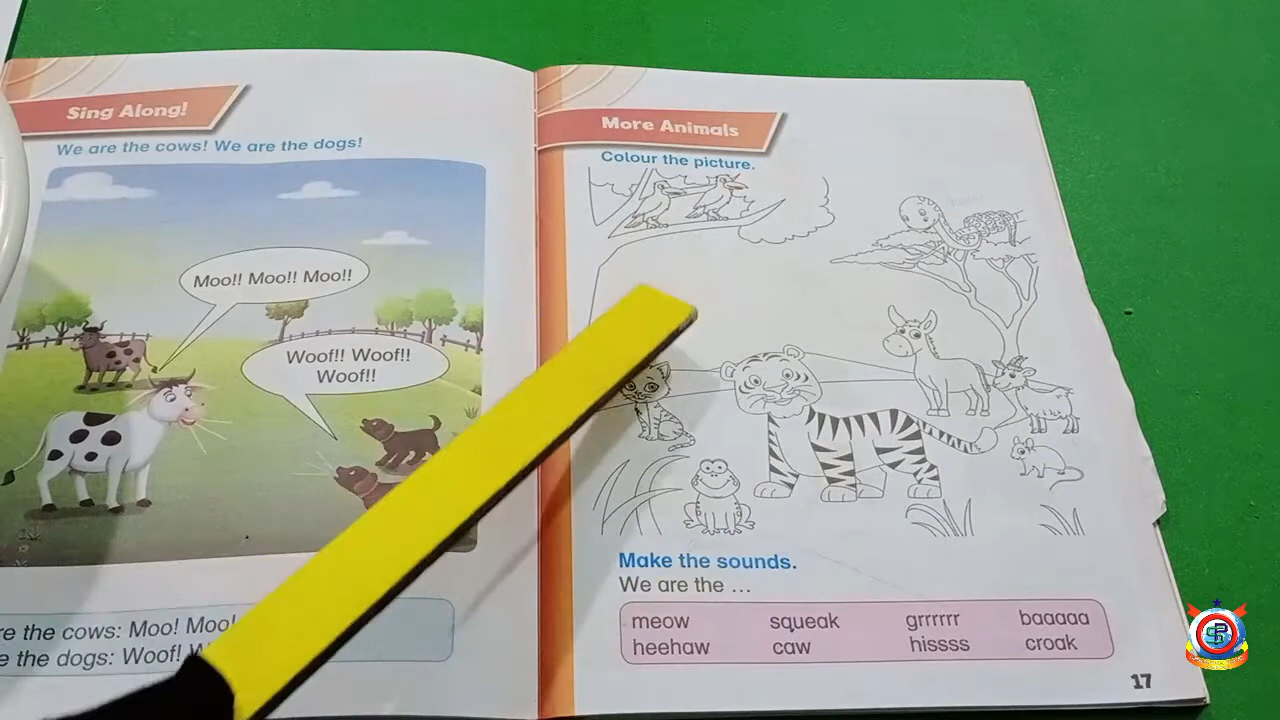 Sing Along!
We are the cows! We are the dogs!
Moo!! Moo!! Moo!!
Woof!! Woof!!
Woof!!
re the cows: Moo! Moo!
e the dogs: Woof!
More Animals
Colour the picture.
Make the sounds.
We are the ...
meow squeak grrrrrr baaaaa
heehaw caw hissss croak
17